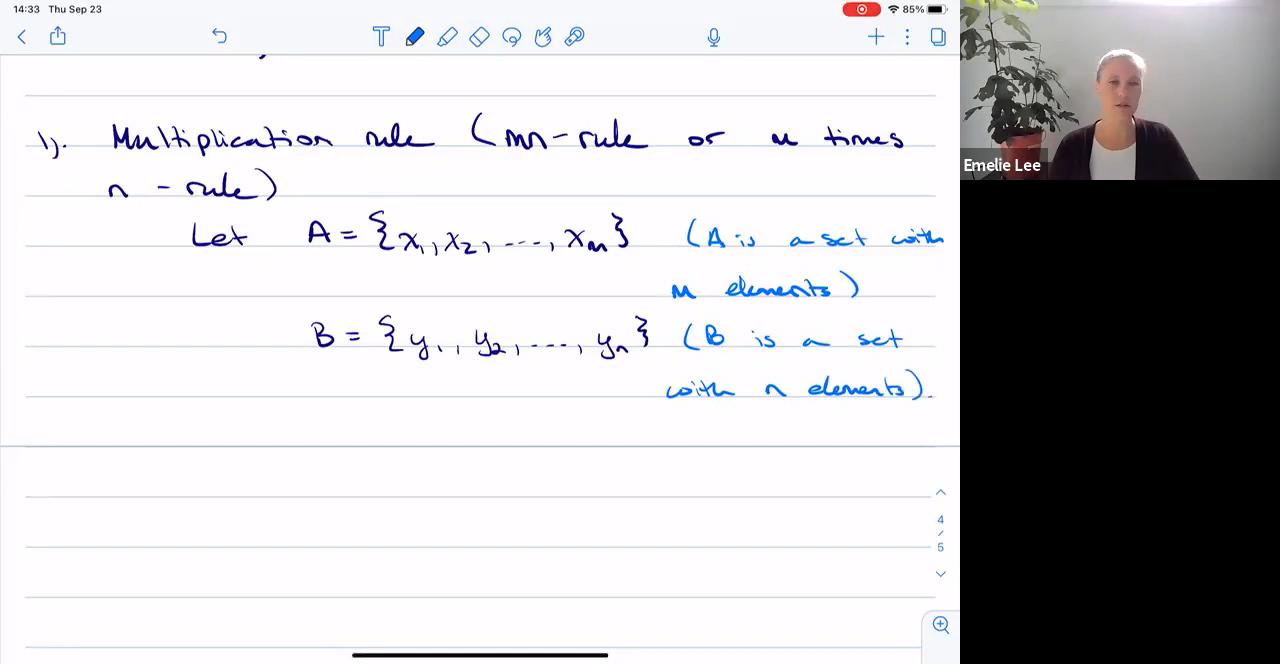 14:33 Thu Sep 23
85%
1). Multiplication rule (mn-rule or m times
n - rule)
Let A = {x₁, x₂, ..., xₘ} (A is a set with
m elements)
B = {y₁, y₂, ..., yₙ} (B is a set
with n elements).
4
/
5
Emelie Lee